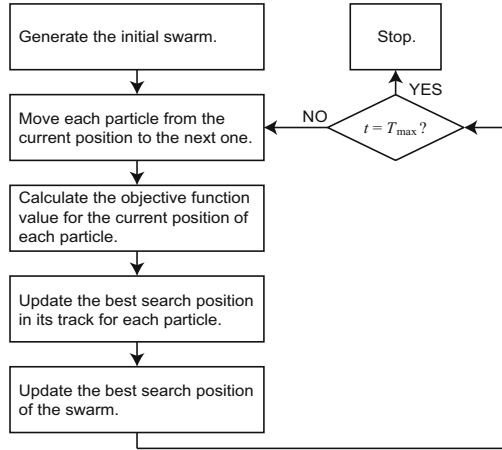 Generate the initial swarm.
Stop.
YES
NO
t = Tmax ?
Move each particle from the
current position to the next one.
Calculate the objective function
value for the current position of
each particle.
Update the best search position
in its track for each particle.
Update the best search position
of the swarm.